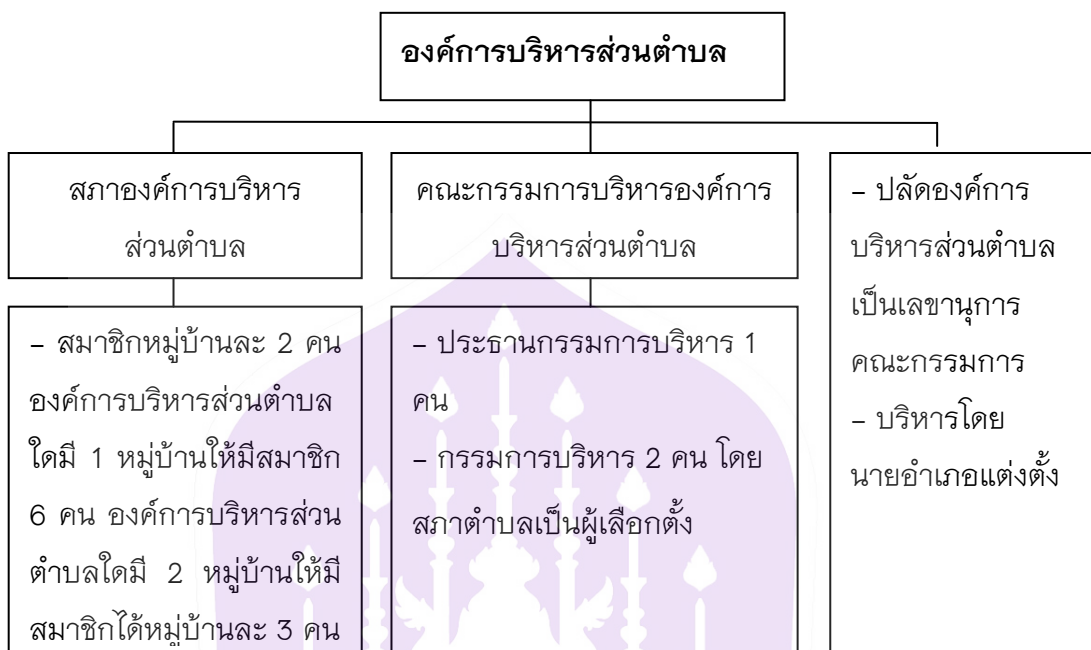 องค์การบริหารส่วนตำบล
สภาองค์การบริหาร
ส่วนตำบล
– สมาชิกหมู่บ้านละ 2 คน
องค์การบริหารส่วนตำบล
ใดมี 1 หมู่บ้านให้มีสมาชิก
6 คน องค์การบริหารส่วน
ตำบลใดมี 2 หมู่บ้านให้มี
สมาชิกได้หมู่บ้านละ 3 คน
คณะกรรมการบริหารองค์การ
บริหารส่วนตำบล
– ประธานกรรมการบริหาร 1
คน
– กรรมการบริหาร 2 คน โดย
สภาตำบลเป็นผู้เลือกตั้ง
– ปลัดองค์การ
บริหารส่วนตำบล
เป็นเลขานุการ
คณะกรรมการ
– บริหารโดย
นายอำเภอแต่งตั้ง